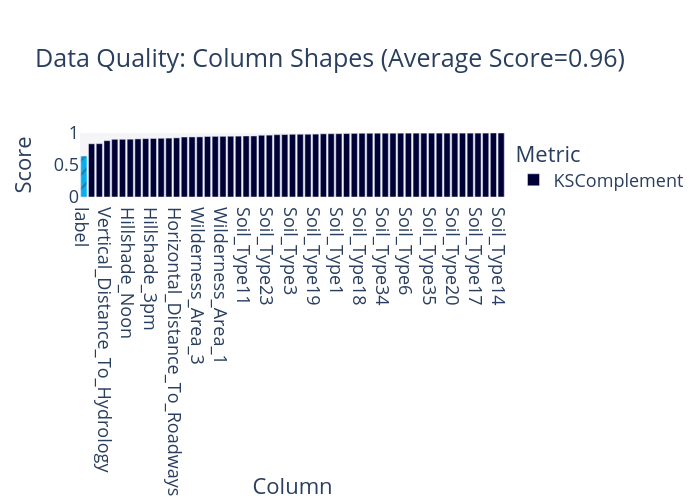 Data Quality: Column Shapes (Average Score=0.96)
Score
1
0.5
0
label
Vertical_Distance_To_Hydrology
Hillshade_Noon
Hillshade_3pm
Horizontal_Distance_To_Roadways
Wilderness_Area_3
Wilderness_Area_1
Soil_Type11
Soil_Type23
Soil_Type3
Soil_Type19
Soil_Type1
Soil_Type18
Soil_Type34
Soil_Type6
Soil_Type35
Soil_Type20
Soil_Type17
Soil_Type14
Column
Metric
KSComplement